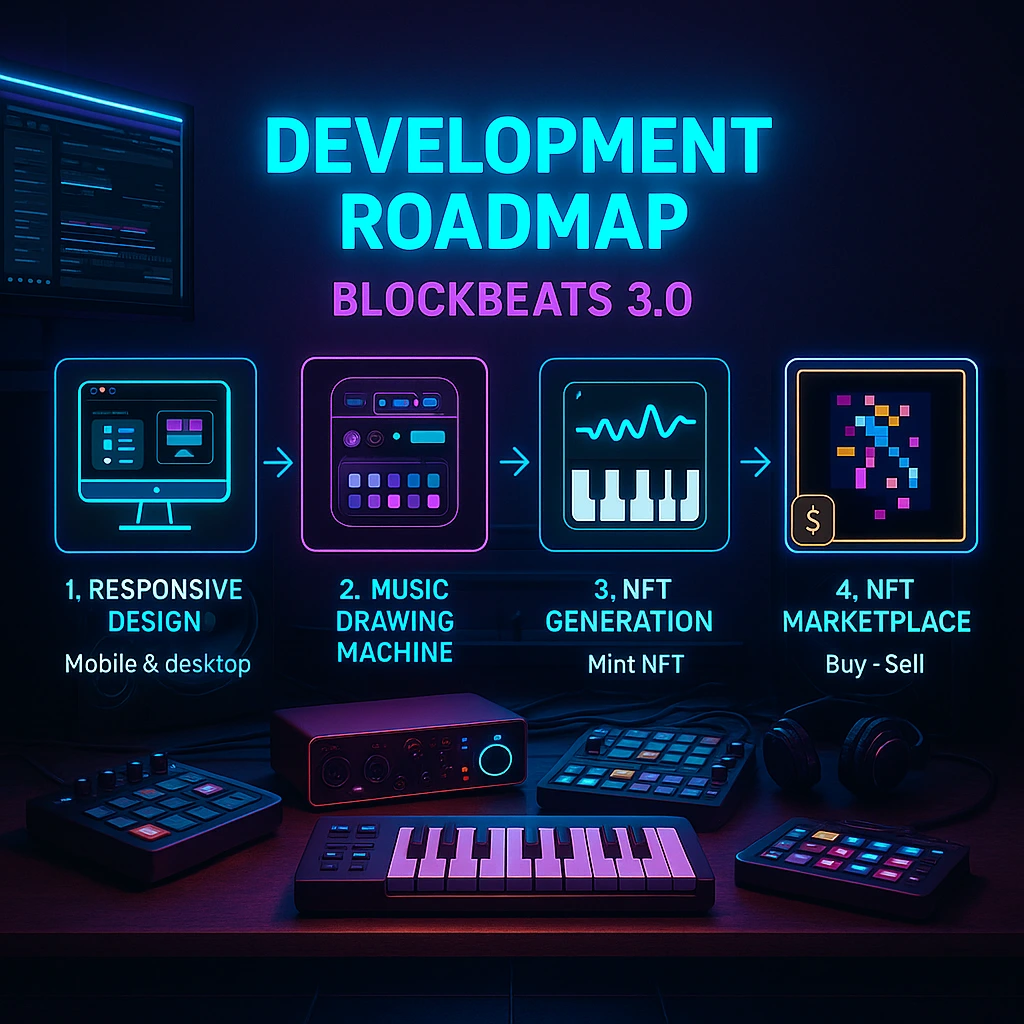 DEVELOPMENT
ROADMAP
BLOCKBEATS 3.0
1, RESPONSIVE
DESIGN
Mobile & desktop
2. MUSIC
DRAWING
MACHINE
3, NFT
GENERATION
Mint NFT
4, NFT
MARKETPLACE
Buy - Sell
$